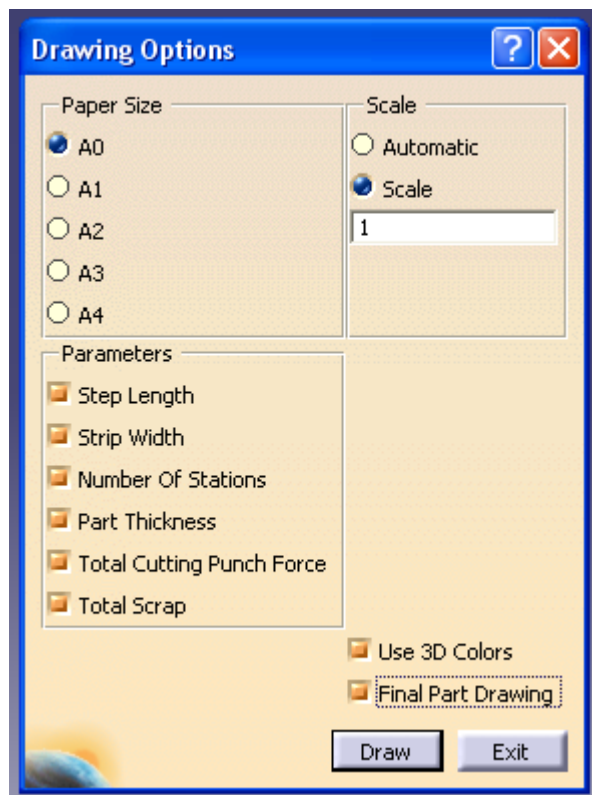 Drawing Options
Paper Size
A0
A1
A2
A3
A4
Scale
Automatic
Scale
1
Parameters
Step Length
Strip Width
Number Of Stations
Part Thickness
Total Cutting Punch Force
Total Scrap
Use 3D Colors
Final Part Drawing
Draw Exit